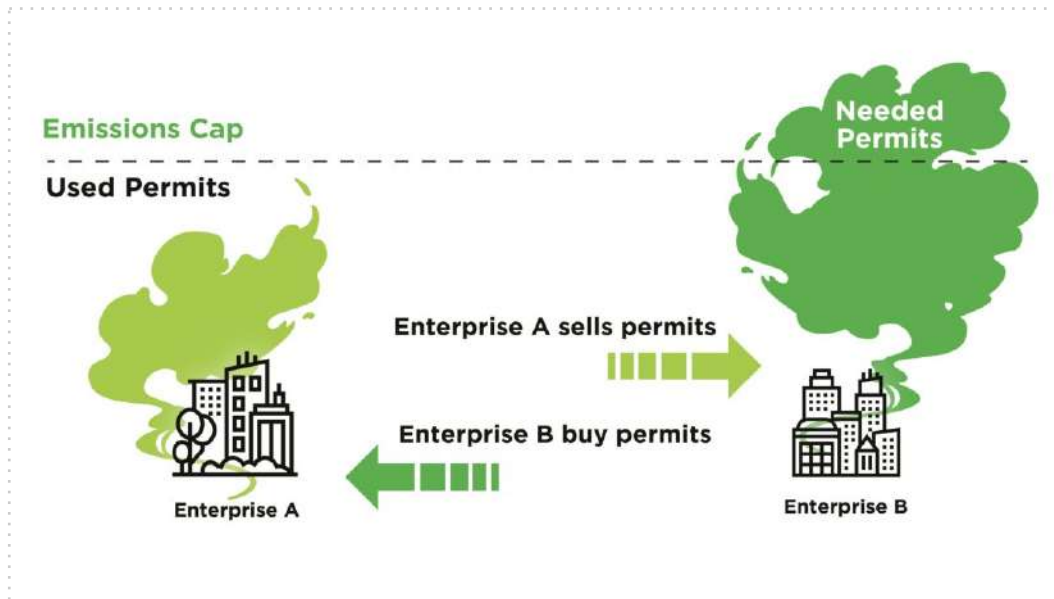 Emissions Cap
Needed
Permits
Used Permits
Enterprise A sells permits
Enterprise B buy permits
Enterprise A
Enterprise B